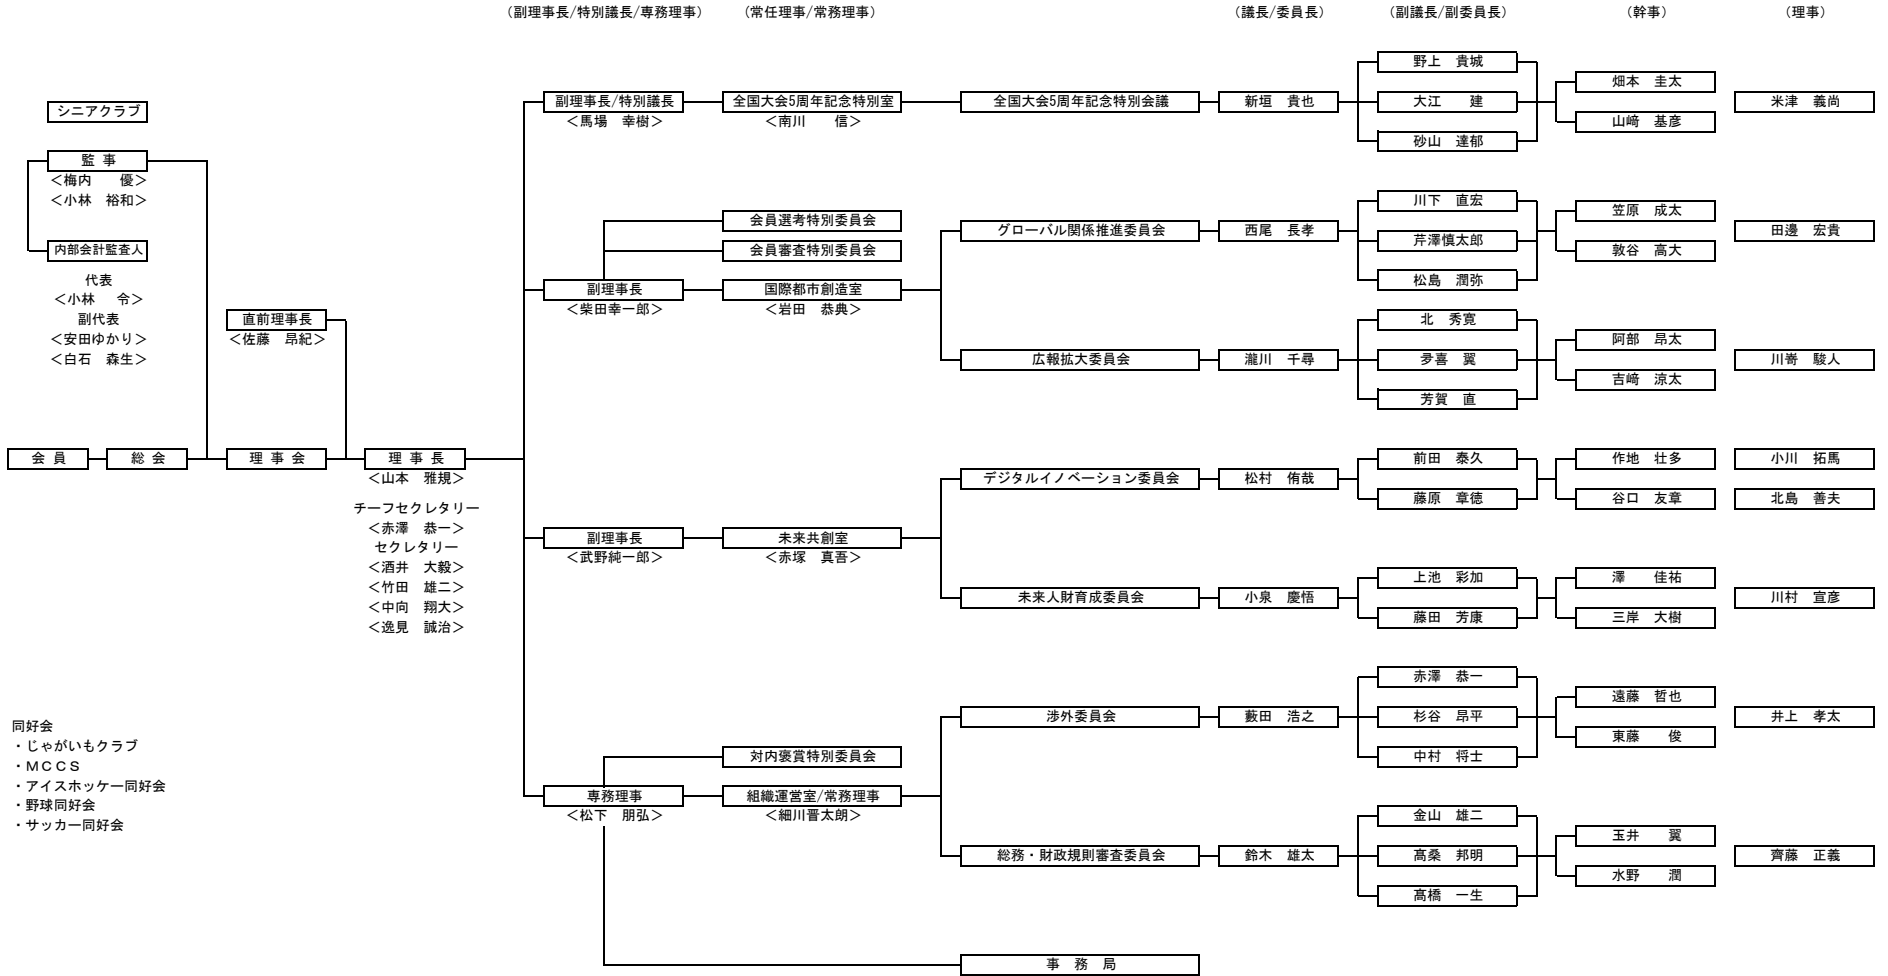 （副理事長/特別議長/専務理事）　（常任理事/常務理事）　（議長/委員長）　（副議長/副委員長）　（幹事）　（理事）
シニアクラブ
監 事
＜梅内　　優＞
＜小林　裕和＞
内部会計監査人
代表
＜小林　令＞
副代表
＜安田ゆかり＞
＜白石　森生＞
直前理事長
＜佐藤　昂紀＞
会 員
総 会
理 事 会
理 事 長
＜山本　雅規＞
チーフセクレタリー
＜赤澤　恭一＞
セクレタリー
＜酒井　大毅＞
＜竹田　雄二＞
＜中向　翔大＞
＜逸見　誠治＞
副理事長/特別議長
＜馬場　幸樹＞
全国大会5周年記念特別室
＜南川　　信＞
全国大会5周年記念特別会議
新垣　貴也
野上　貴城
大江　　建
砂山　達郁
畑本　圭太
山﨑　基彦
米津　義尚
会員選考特別委員会
会員審査特別委員会
副理事長
＜柴田幸一郎＞
国際都市創造室
＜岩田　恭典＞
グローバル関係推進委員会
西尾　長孝
川下　直宏
芹澤慎太郎
松島　潤弥
笠原　成太
敦谷　高大
田邊　宏貴
広報拡大委員会
瀧川　千尋
北　秀寛
夛喜　翼
芳賀　直
阿部　昂太
吉﨑　涼太
川嵜　駿人
副理事長
＜武野純一郎＞
未来共創室
＜赤塚　真吾＞
デジタルイノベーション委員会
松村　侑哉
前田　泰久
藤原　章徳
作地　壮多
谷口　友章
小川　拓馬
北島　善夫
未来人財育成委員会
小泉　慶悟
上池　彩加
藤田　芳康
澤　　佳祐
三岸　大樹
川村　宣彦
対内褒賞特別委員会
専務理事
＜松下　朋弘＞
組織運営室/常務理事
＜細川晋太朗＞
渉外委員会
藪田　浩之
赤澤　恭一
杉谷　昂平
中村　将士
遠藤　哲也
東藤　　俊
井上　孝太
総務・財政規則審査委員会
鈴木　雄太
金山　雄二
髙桑　邦明
髙橋　一生
玉井　　翼
水野　　潤
齊藤　正義
事 務 局
同好会
・じゃがいもクラブ
・ＭＣＣＳ
・アイスホッケー同好会
・野球同好会
・サッカー同好会